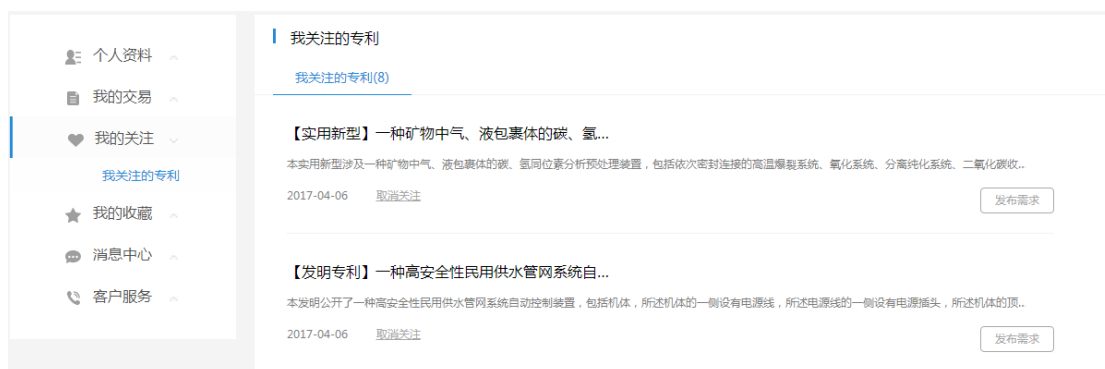 个人资料
我的交易
我的关注
我关注的专利
我的收藏
消息中心
客户服务
我关注的专利
我关注的专利(8)
【实用新型】一种矿物中气、液包裹体的碳、氢...
本实用新型涉及一种矿物中气、液包裹体的碳、氢同位素分析预处理装置，包括依次密封连接的高温爆裂系统、氧化系统、分离纯化系统、二氧化碳收...
2017-04-06 取消关注
发布需求
【发明专利】一种高安全性民用供水管网系统自...
本发明公开了一种高安全性民用供水管网系统自动控制装置，包括机体，所述机体的一侧设有电源线，所述电源线的一侧设有电源插头，所述机体的顶...
2017-04-06 取消关注
发布需求